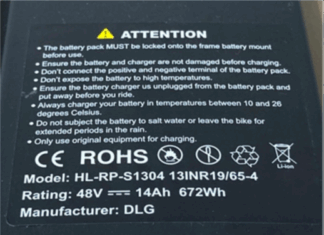 ATTENTION
• The battery pack MUST be locked onto the frame battery mount
before use.
• Ensure the battery and charger are not damaged before charging.
• Don't connect the positive and negative terminal of the battery pack.
• Don't expose the battery to high temperatures.
• Ensure the battery charger us unplugged from the battery pack and
put away before you ride.
• Always charger your battery in temperatures between 10 and 26
degrees Celsius.
• Do not subject the battery to salt water or leave the bike for
extended periods in the rain.
• Only use original equipment for charging.
CE ROHS Li-ion
Model: HL-RP-S1304 13INR19/65-4
Rating: 48V ⎓ 14Ah 672Wh
Manufacturer: DLG